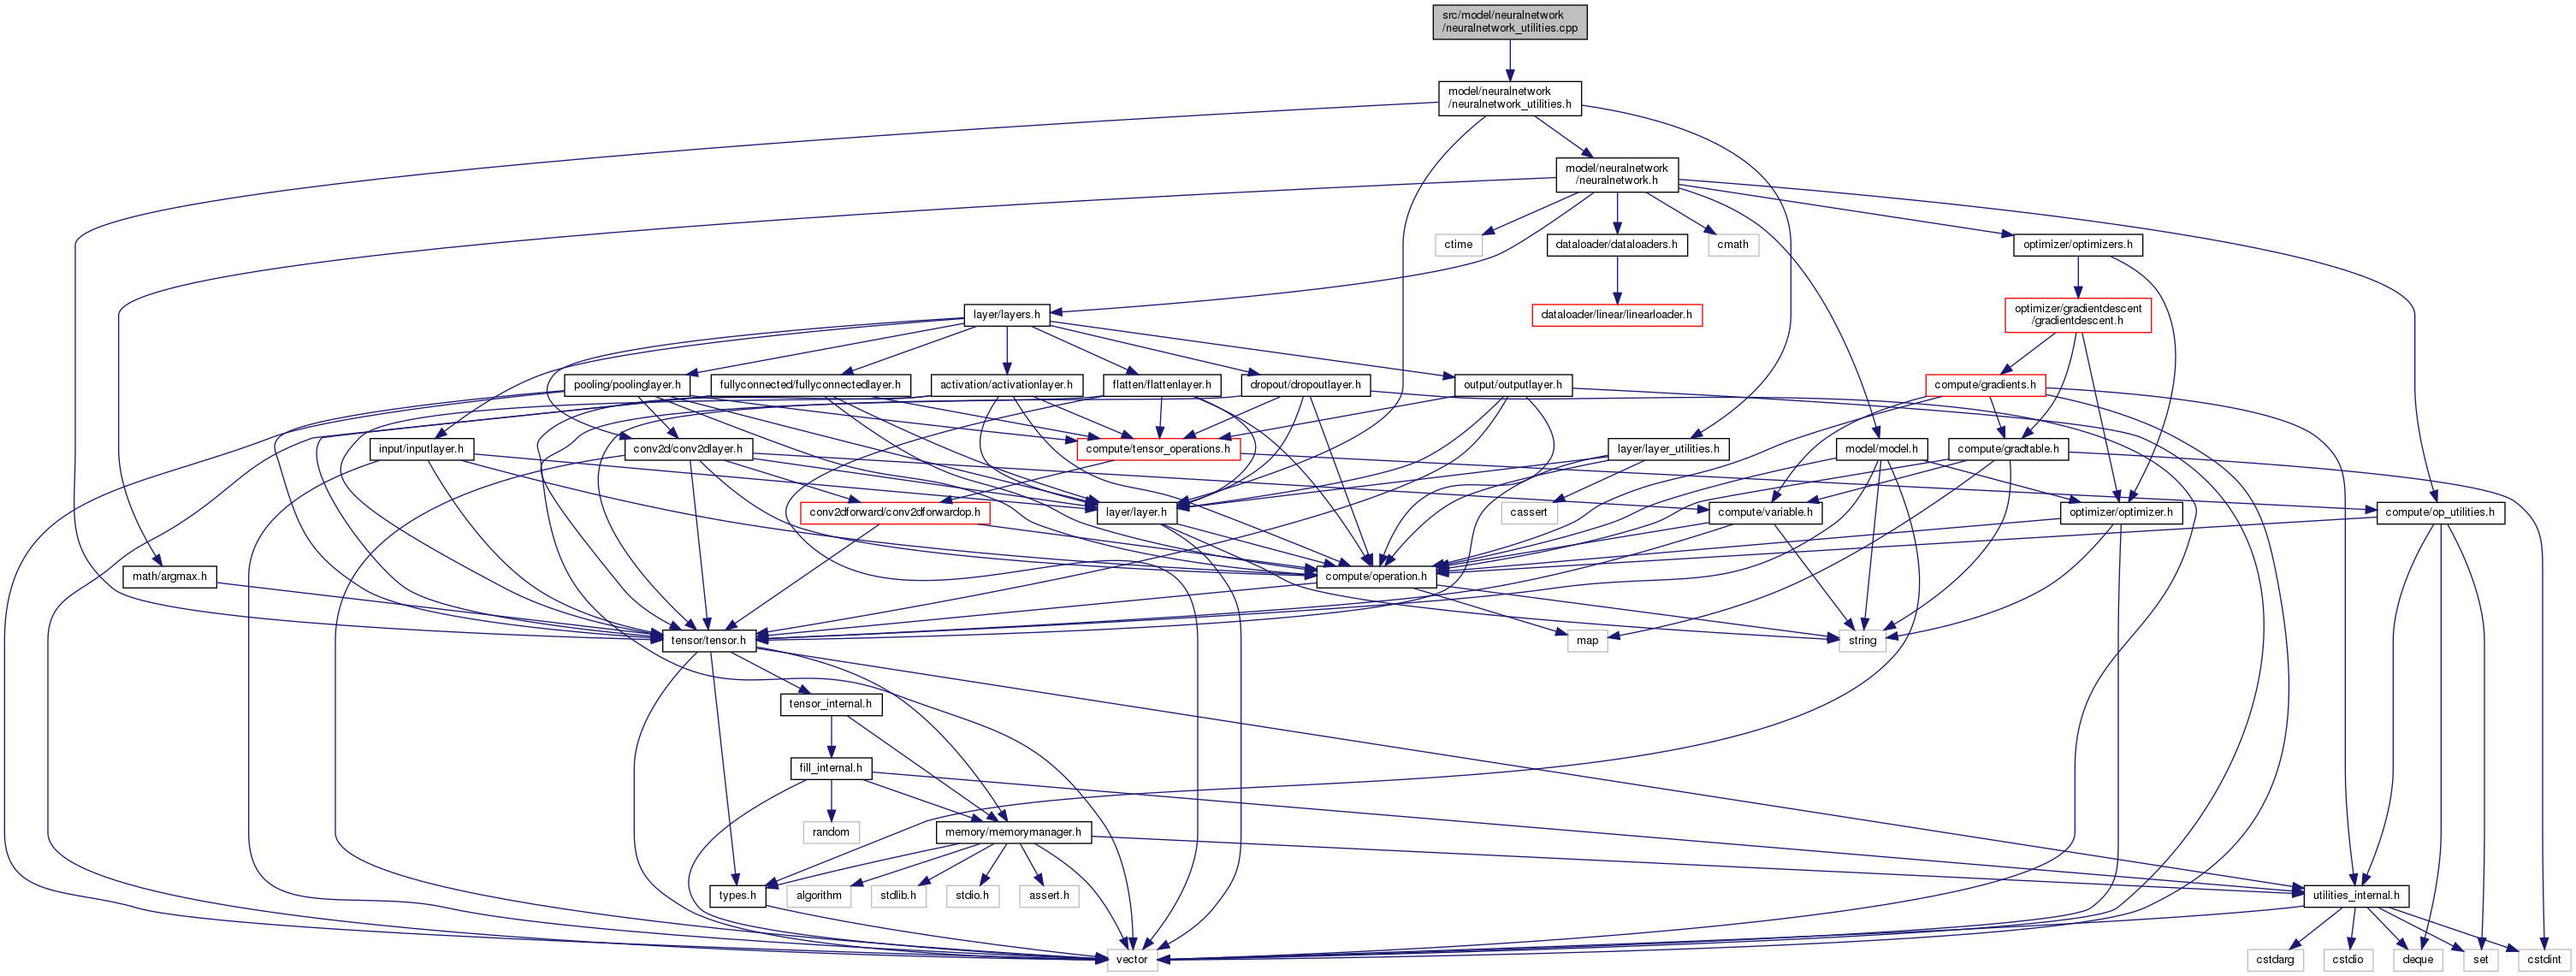 src/model/neuralnetwork
/neuralnetwork_utilities.cpp
model/neuralnetwork
/neuralnetwork_utilities.h
model/neuralnetwork
/neuralnetwork.h
ctime
dataloader/dataloaders.h
cmath
optimizer/optimizers.h
layer/layers.h
dataloader/linear/linearloader.h
optimizer/gradientdescent
/gradientdescent.h
pooling/poolinglayer.h
fullyconnected/fullyconnectedlayer.h
activation/activationlayer.h
flatten/flattenlayer.h
dropout/dropoutlayer.h
output/outputlayer.h
compute/gradients.h
input/inputlayer.h
conv2d/conv2dlayer.h
compute/tensor_operations.h
layer/layer_utilities.h
model/model.h
compute/gradtable.h
conv2dforward/conv2dforwardop.h
layer/layer.h
cassert
compute/variable.h
optimizer/optimizer.h
compute/op_utilities.h
math/argmax.h
compute/operation.h
tensor/tensor.h
map
string
tensor_internal.h
fill_internal.h
random
memory/memorymanager.h
types.h
algorithm
stdlib.h
stdio.h
assert.h
utilities_internal.h
vector
cstdarg
cstdio
deque
set
cstdint